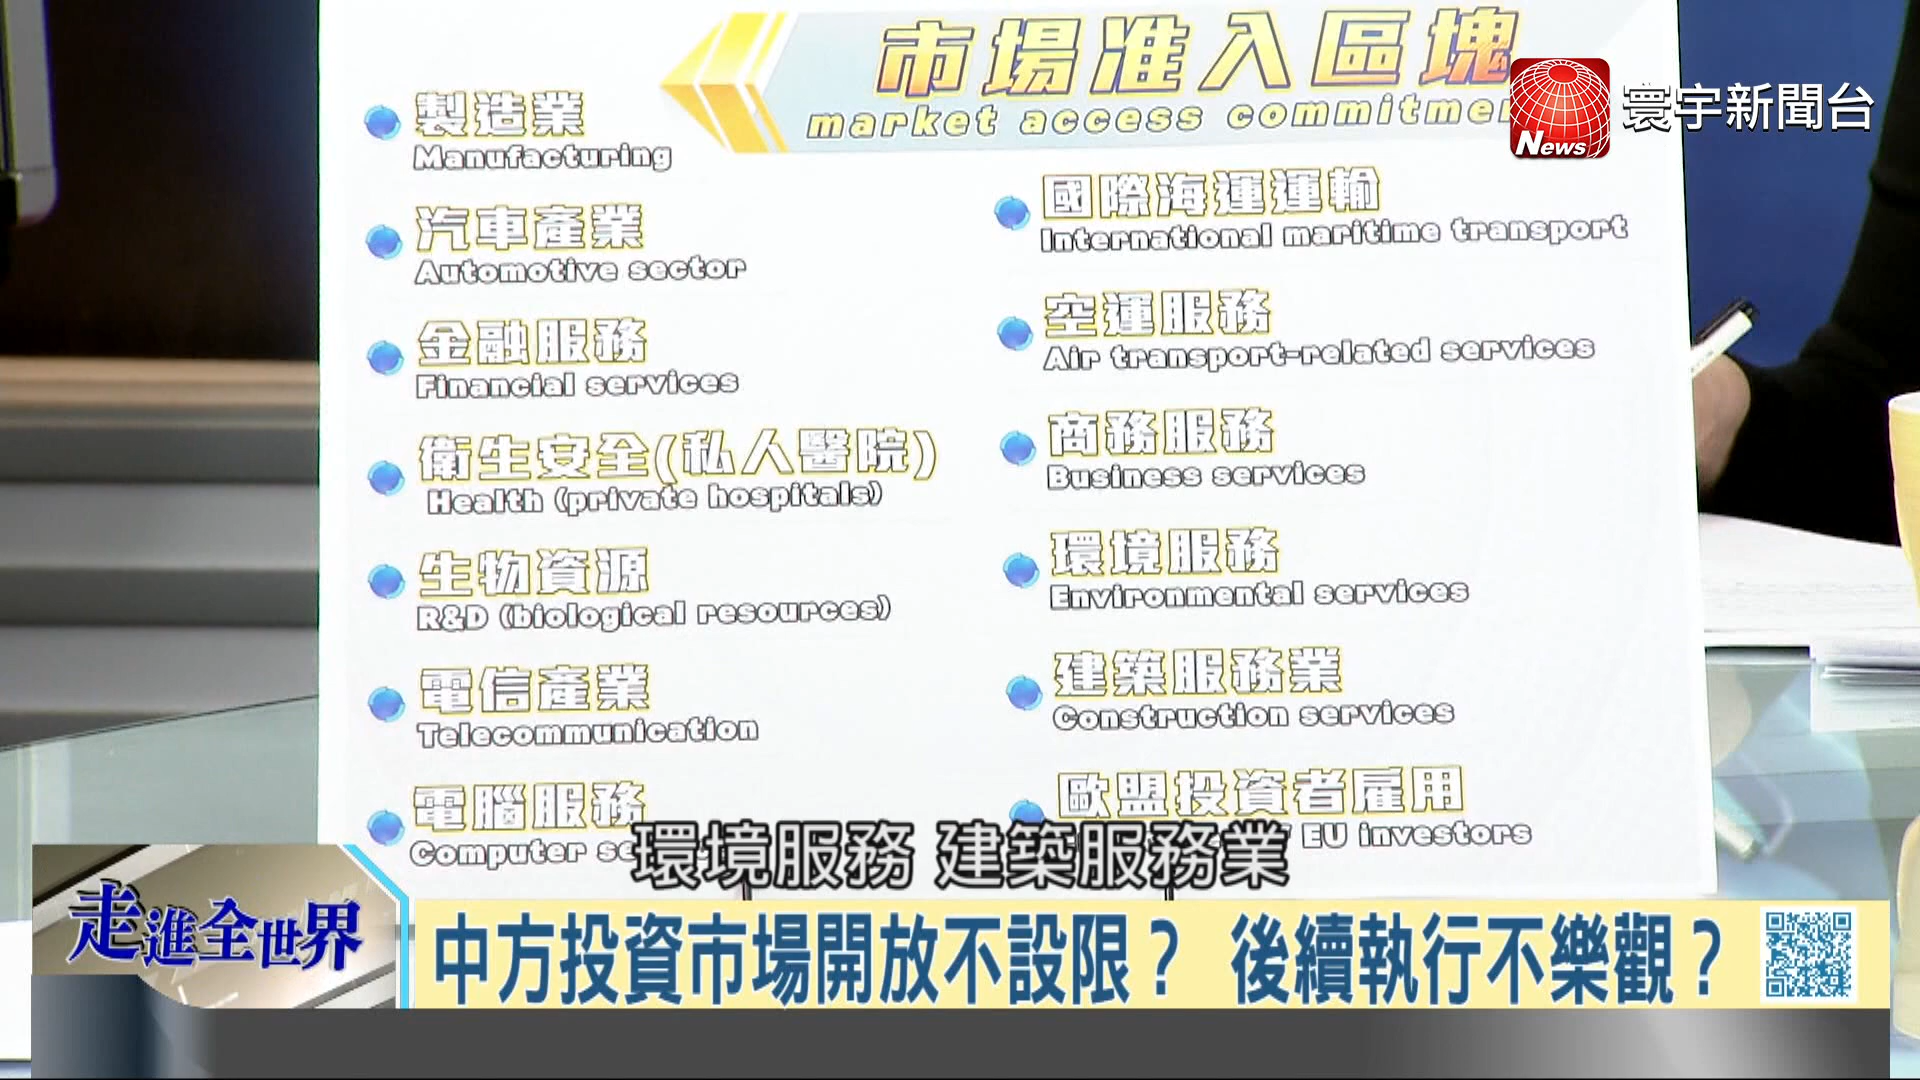 市場准入區塊
market access commitme
News
寰宇新聞台
製造業
Manufacturing
汽車產業
Automotive sector
金融服務
Financial services
衛生安全(私人醫院)
Health (private hospitals)
生物資源
R&D (biological resources)
電信產業
Telecommunication
電腦服務
Computer se
國際海運運輸
International maritime transport
空運服務
Air transport-related services
商務服務
Business services
環境服務
Environmental services
建築服務業
Construction services
歐盟投資者雇用
EU investors
環境服務 建築服務業
走進全世界
中方投資市場開放不設限？ 後續執行不樂觀？